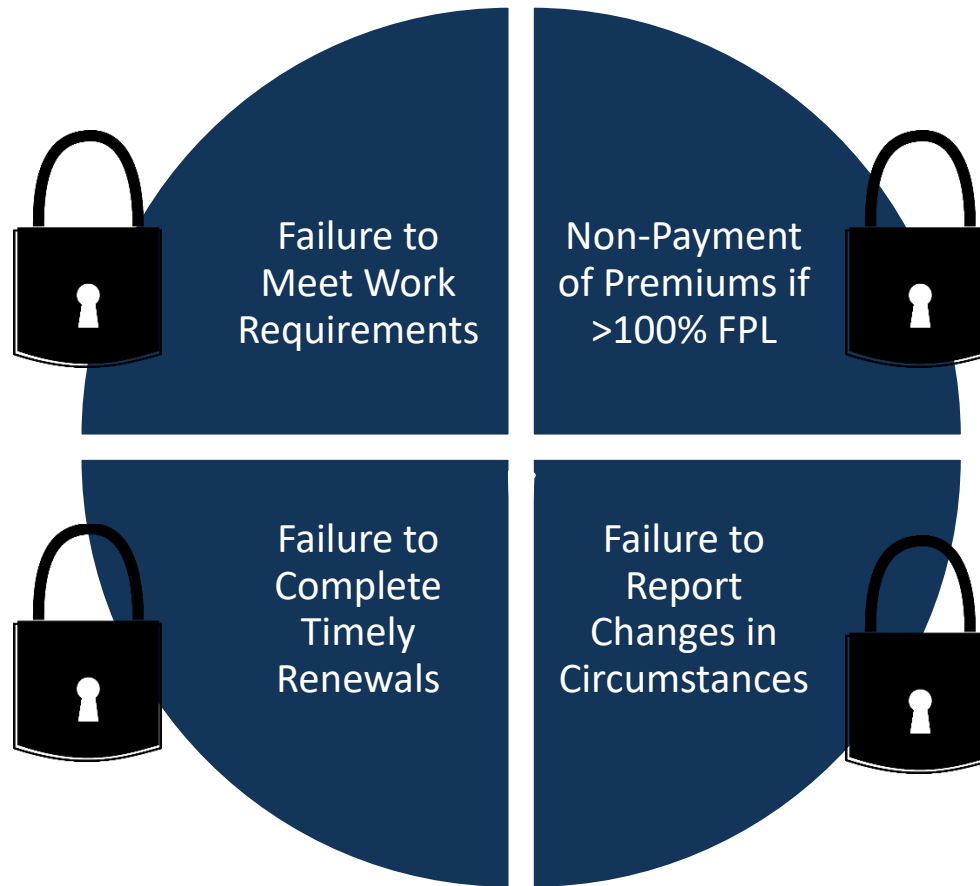 Failure to
Meet Work
Requirements
Non-Payment
of Premiums if
>100% FPL
Failure to
Complete
Timely
Renewals
Failure to
Report
Changes in
Circumstances